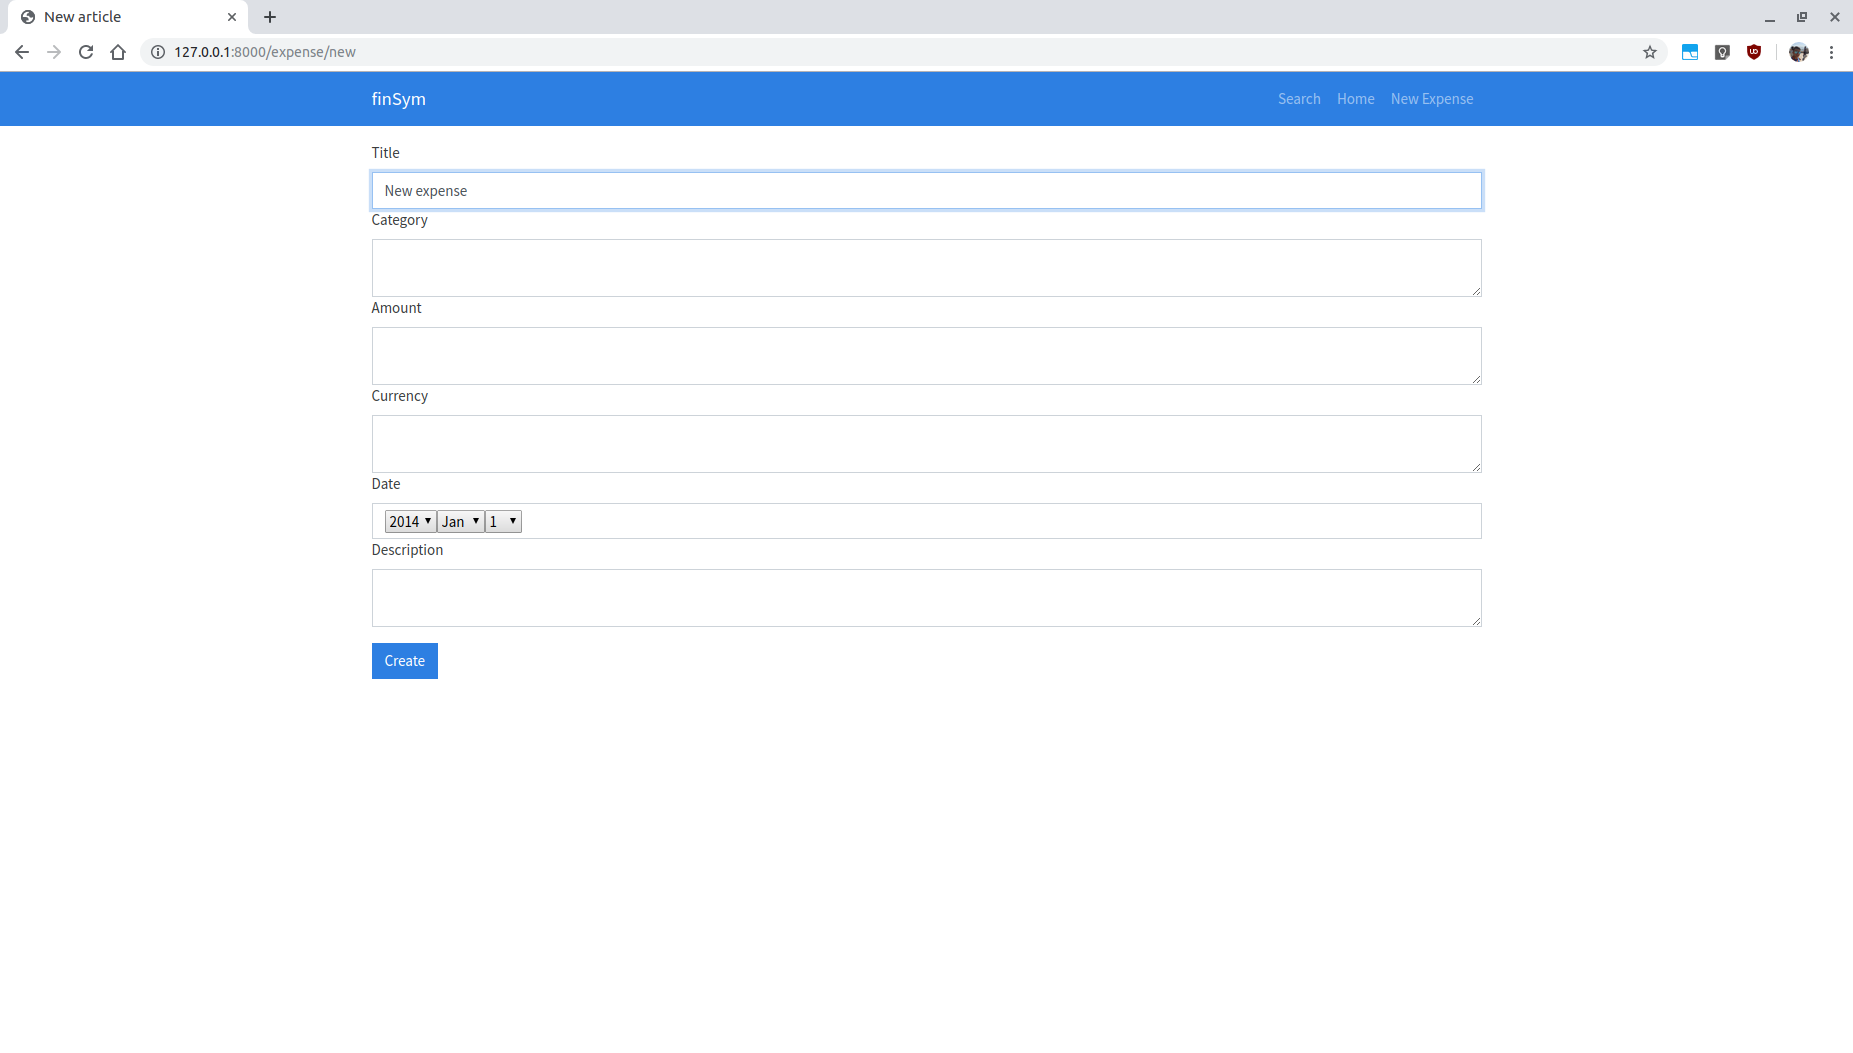 New article
127.0.0.1:8000/expense/new
finSym
Search Home New Expense
Title
New expense
Category
Amount
Currency
Date
2014 Jan 1
Description
Create